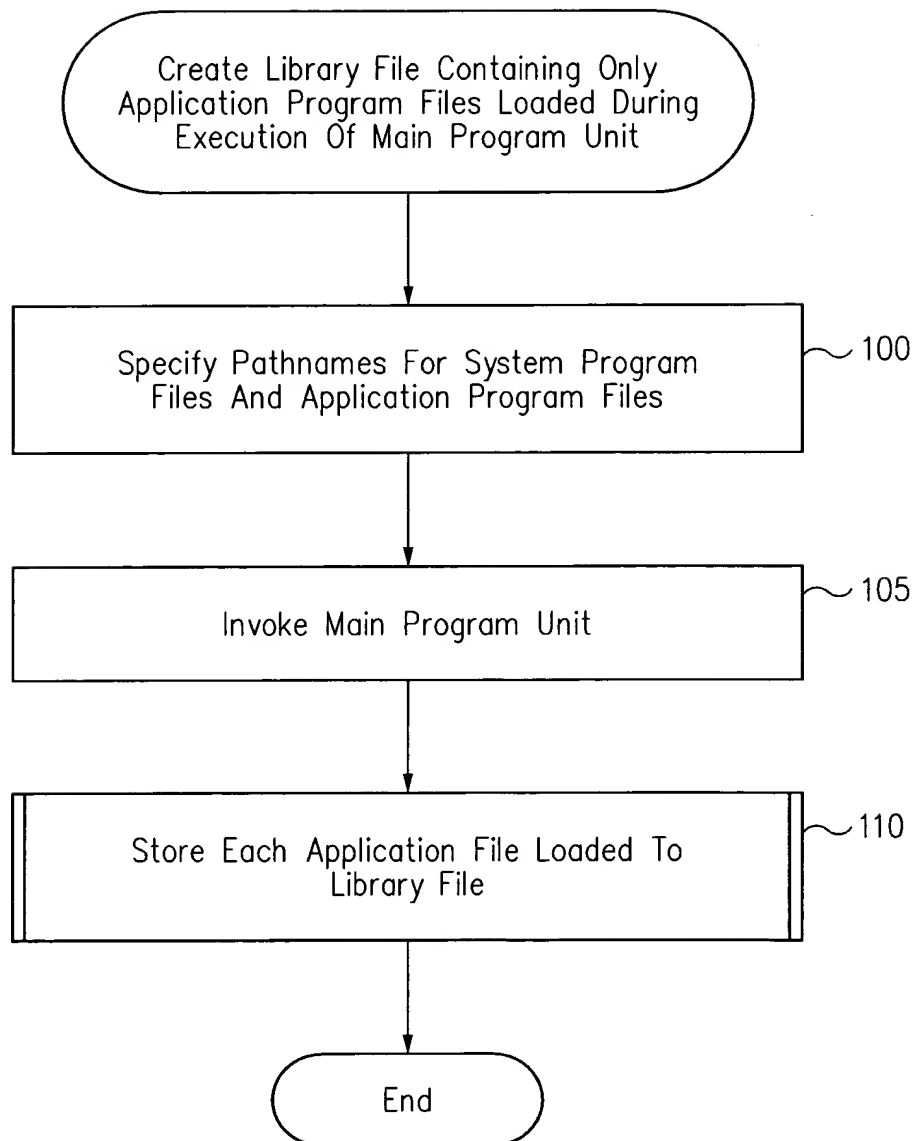 Create Library File Containing Only
Application Program Files Loaded During
Execution Of Main Program Unit
Specify Pathnames For System Program
Files And Application Program Files
100
Invoke Main Program Unit
105
Store Each Application File Loaded To
Library File
110
End